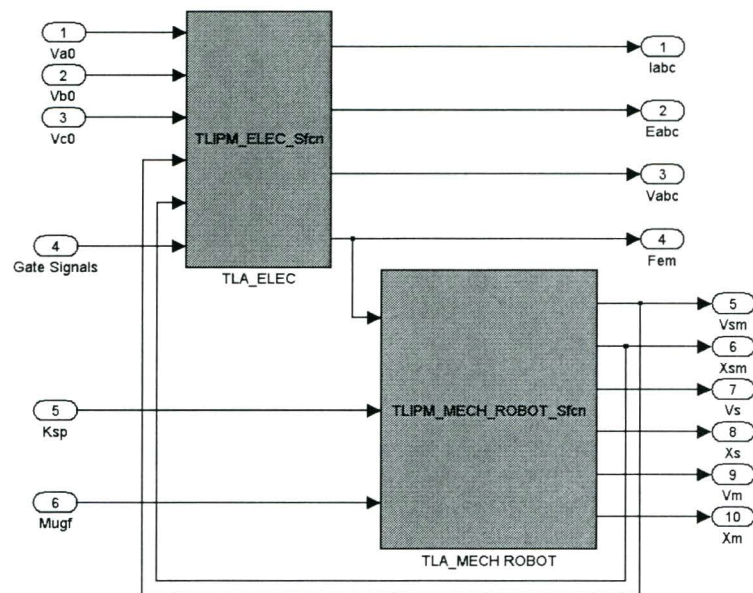 1
Va0
2
Vb0
3
Vc0
4
Gate Signals
5
Ksp
6
Mugf
TLIPM_ELEC_Sfcn
TLA_ELEC
TLIPM_MECH_ROBOT_Sfcn
TLA_MECH ROBOT
1
Iabc
2
Eabc
3
Vabc
4
Fem
5
Vsm
6
Xsm
7
Vs
8
Xs
9
Vm
10
Xm